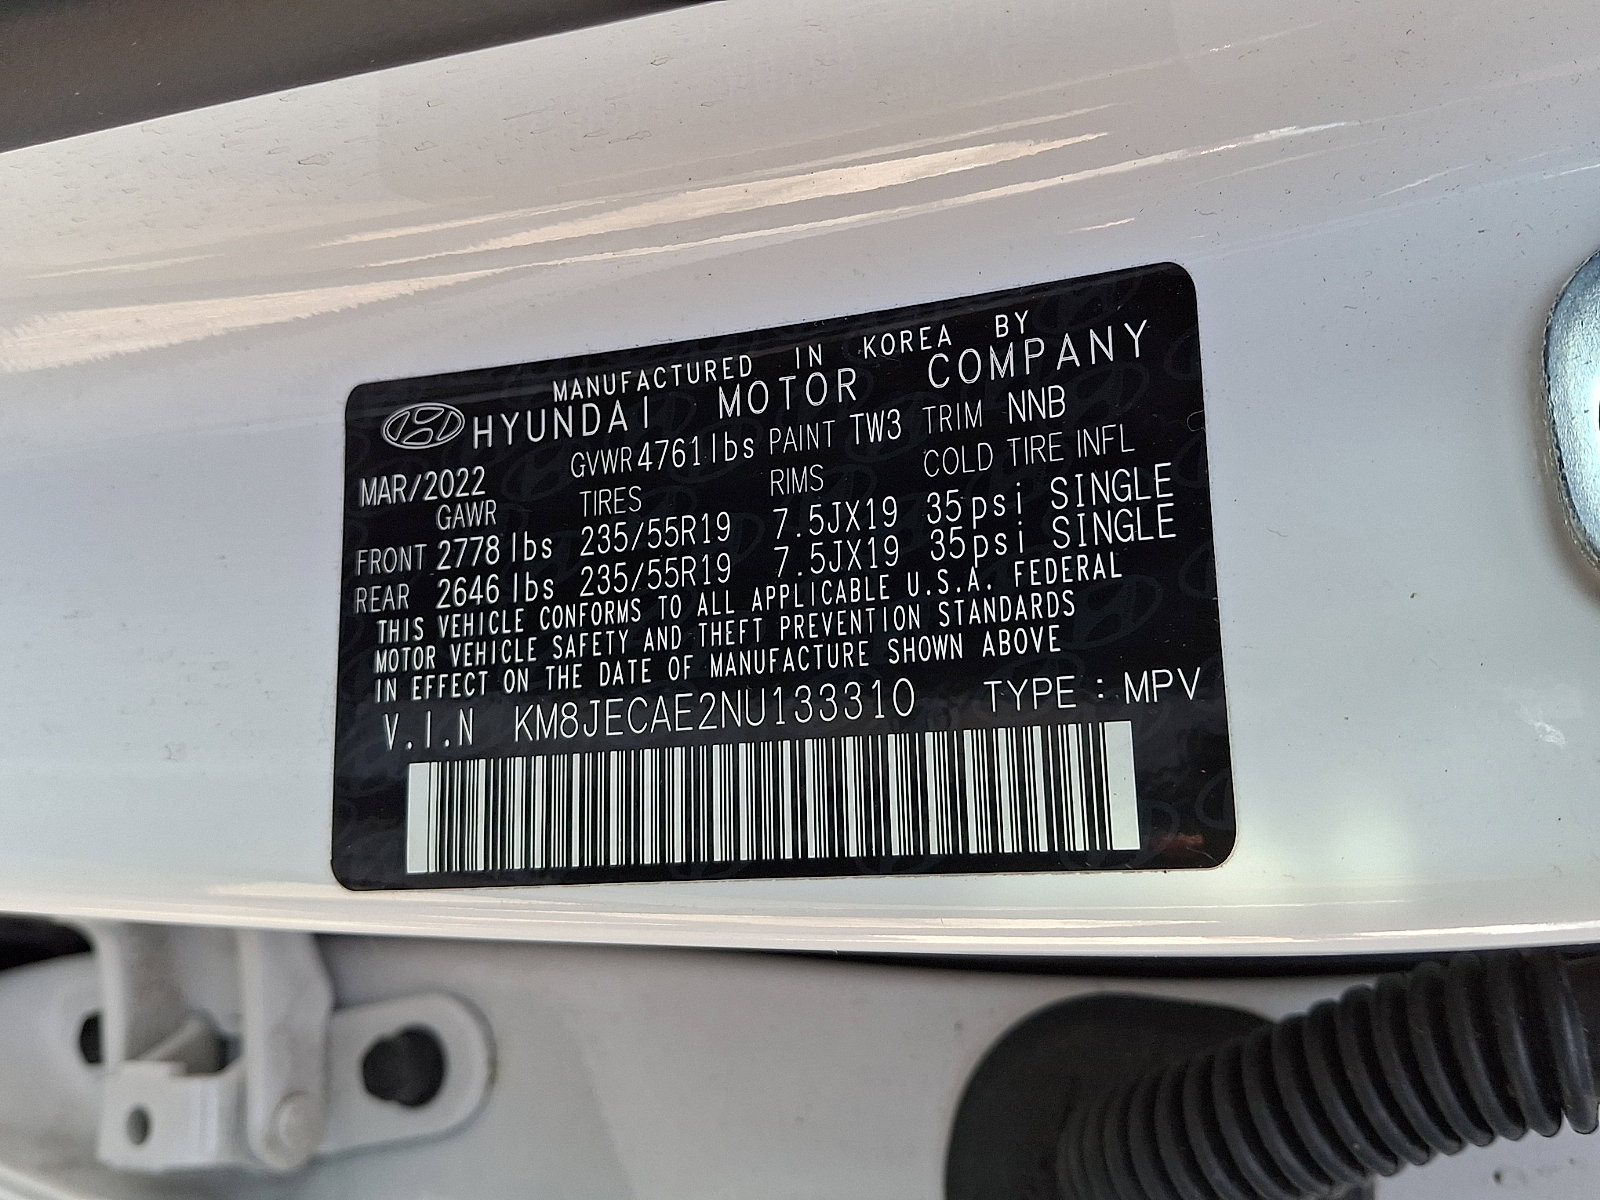 MANUFACTURED IN KOREA BY
HYUNDAI MOTOR COMPANY
MAR/2022 GVWR 4761lbs PAINT TW3 TRIM NNB
GAWR TIRES RIMS COLD TIRE INFL
FRONT 2778 lbs 235/55R19 7.5JX19 35psi SINGLE
REAR 2646 lbs 235/55R19 7.5JX19 35psi SINGLE
THIS VEHICLE CONFORMS TO ALL APPLICABLE U.S.A. FEDERAL
MOTOR VEHICLE SAFETY AND THEFT PREVENTION STANDARDS
IN EFFECT ON THE DATE OF MANUFACTURE SHOWN ABOVE
V.I.N KM8JECAE2NU133310 TYPE : MPV